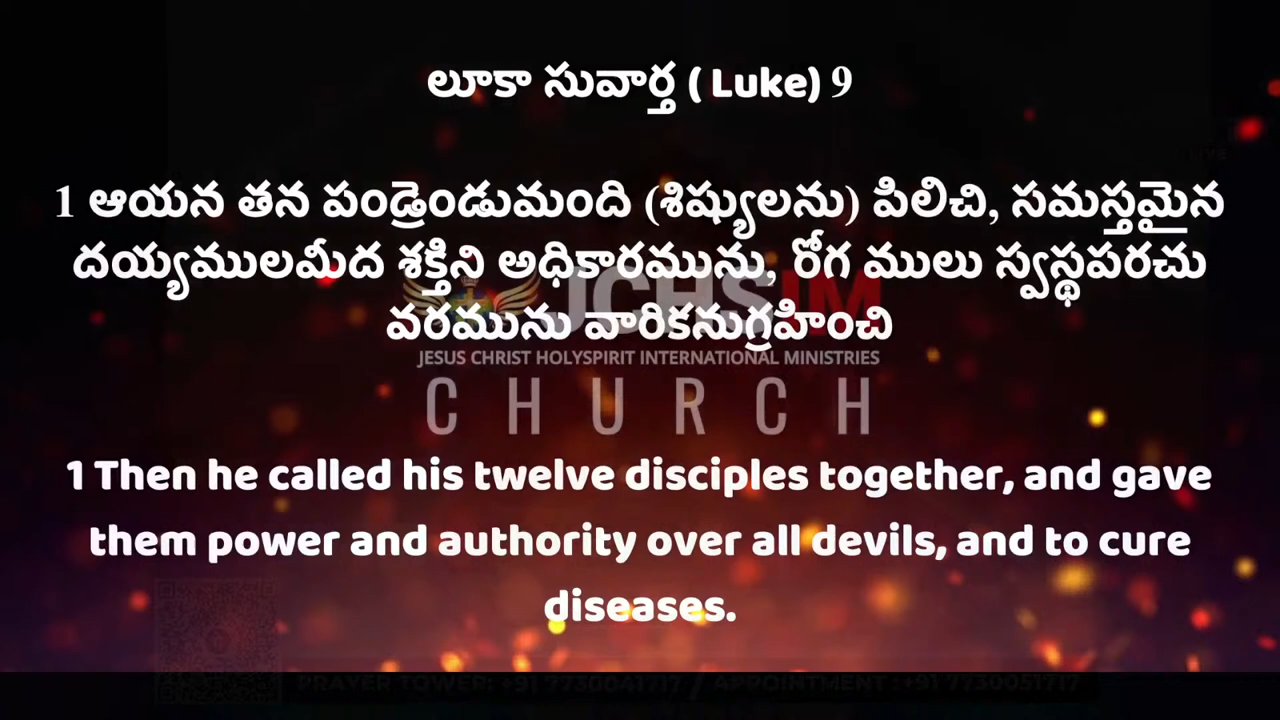 లూకా సువార్త ( Luke) 9
1 ఆయన తన పండ్రెండుమంది (శిష్యులను) పిలిచి, సమస్తమైన
దయ్యములమీద శక్తిని అధికారమును, రోగ ములు స్వస్థపరచు
వరమును వారికనుగ్రహించి
JCHSIM
JESUS CHRIST HOLYSPIRIT INTERNATIONAL MINISTRIES
CHURCH
1 Then he called his twelve disciples together, and gave
them power and authority over all devils, and to cure
diseases.
PRAYER TOWER: +91 7730041717 / APPOINTMENT : +91 7730051717